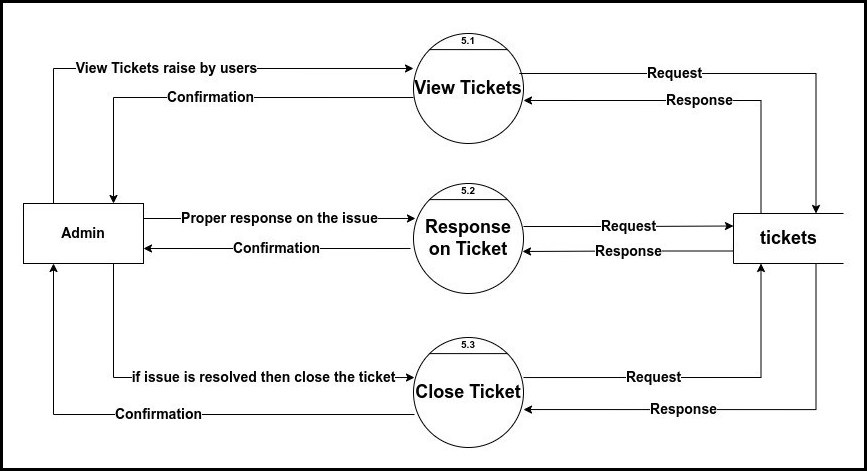 5.1
View Tickets raise by users
View Tickets
Request
Confirmation
Response
5.2
Admin
Proper response on the issue
Response
on Ticket
Request
tickets
Confirmation
Response
5.3
if issue is resolved then close the ticket
Close Ticket
Request
Confirmation
Response